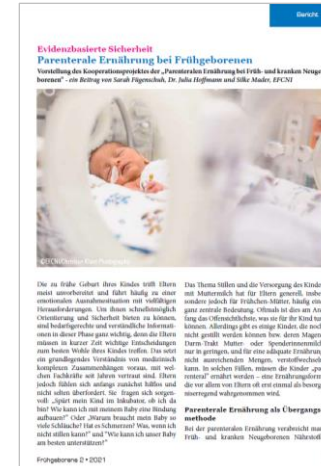 Bericht
Evidenzbasierte Sicherheit
Parenterale Ernährung bei Frühgeborenen
Vorstellung des Kooperationsprojektes der „Parenteralen Ernährung bei Früh- und kranken Neuge
borenen" - ein Beitrag von Sarah Fügenschuh, Dr. Julia Hoffmann und Silke Mader, EFCNI
Die zu frühe Geburt ihres Kindes trifft Eltern
meist unvorbereitet und führt häufig zu einer
emotionalen Ausnahmesituation mit vielfältigen
Herausforderungen. Um ihnen schnellstmöglich
Orientierung und Sicherheit bieten zu können,
sind bedarfsgerechte und verständliche Informati-
onen in dieser Phase ganz wichtig, denn die Eltern
müssen in kurzer Zeit wichtige Entscheidungen
zum besten Wohle ihres Kindes treffen. Das setzt
ein grundlegendes Verständnis von medizinisch
komplexen Zusammenhängen voraus, mit wel-
chen Fachkräfte seit Jahren vertraut sind. Eltern
jedoch fühlen sich anfangs zunächst hilflos und
nicht selten überfordert. Sie fragen sich sorgen-
voll: „Spürt mein Kind im Inkubator, ob ich da
bin? Wie kann ich mit meinem Baby eine Bindung
aufbauen?" Oder „Warum braucht mein Baby so
viele Schläuche? Hat es Schmerzen? Was, wenn ich
nicht stillen kann?" und "Wie kann ich unser Baby
am besten unterstützen?"
Das Thema Stillen und die Versorgung des Kinde
mit Muttermilch hat für Eltern generell, insbe
sondere jedoch für Frühchen-Mütter, häufig ein
ganz zentrale Bedeutung. Oftmals ist dies am An
fang das Offensichtlichste, was sie für ihr Kind tun
können. Allerdings gibt es einige Kinder, die noch
nicht gestillt werden können bzw. deren Magen
Darm-Trakt Mutter- oder Spenderinnenmilch
nur in geringen, und für eine adäquate Ernährung
nicht ausreichenden Mengen, verstoffwechsel
kann. In solchen Fällen, müssen die Kinder „pa
renteral" ernährt werden – eine Ernährungsform
die vor allem von Eltern oft erst einmal als besorg
niserregend wahrgenommen wird.
Parenterale Ernährung als Übergangs
methode
Bei der parenteralen Ernährung verabreicht man
Früh- und kranken Neugeborenen Nährstoff
Frühgeborene 2 • 2021